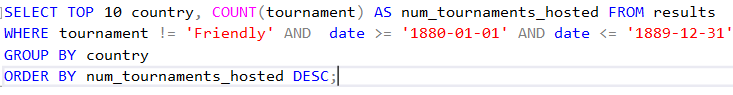 SELECT TOP 10 country, COUNT(tournament) AS num_tournaments_hosted FROM results
WHERE tournament != 'Friendly' AND  date >= '1880-01-01' AND date <= '1889-12-31'
GROUP BY country
ORDER BY num_tournaments_hosted DESC;